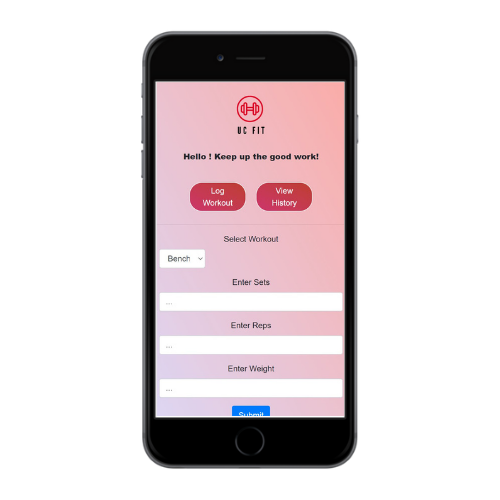 UC FIT
Hello ! Keep up the good work!
Log
Workout
View
History
Select Workout
Bench
Enter Sets
...
Enter Reps
...
Enter Weight
...
Submit